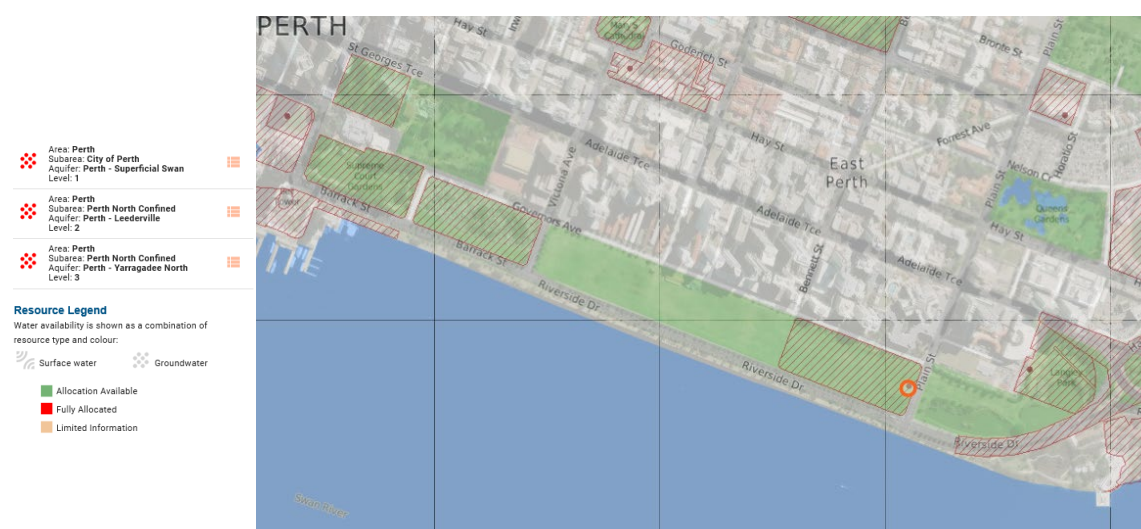 Area: Perth
Subarea: City of Perth
Aquifer: Perth - Superficial Swan
Level: 1
Area: Perth
Subarea: Perth North Confined
Aquifer: Perth - Leederville
Level: 2
Area: Perth
Subarea: Perth North Confined
Aquifer: Perth - Yarragadee North
Level: 3
Resource Legend
Water availability is shown as a combination of
resource type and colour:
Surface water
Groundwater
Allocation Available
Fully Allocated
Limited Information
PERTH
Hay St
St Georges Tce
Goderich St
Bronte St
Plain St
Hay St
Forrest Ave
Adelaide Tce
Victoria Ave
East
Perth
Horatio St
Nelson Cr
Plain St
Supreme
Court
Gardens
Barrack St
Tower
Governors Ave
Adelaide Tce
Queens
Gardens
Hay St
Barrack St
Bennett St
Adelaide Tce
Riverside Dr
Riverside Dr
Plain St
Langley
Park
Riverside Dr
Swan River